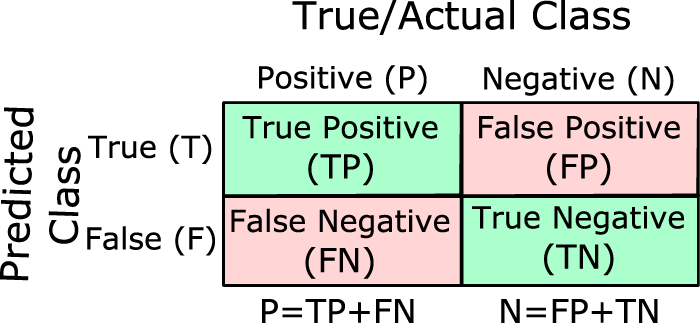 True/Actual Class
Positive (P) Negative (N)
Predicted
Class
True (T)
True Positive
(TP)
False Positive
(FP)
False (F)
False Negative
(FN)
True Negative
(TN)
P=TP+FN N=FP+TN